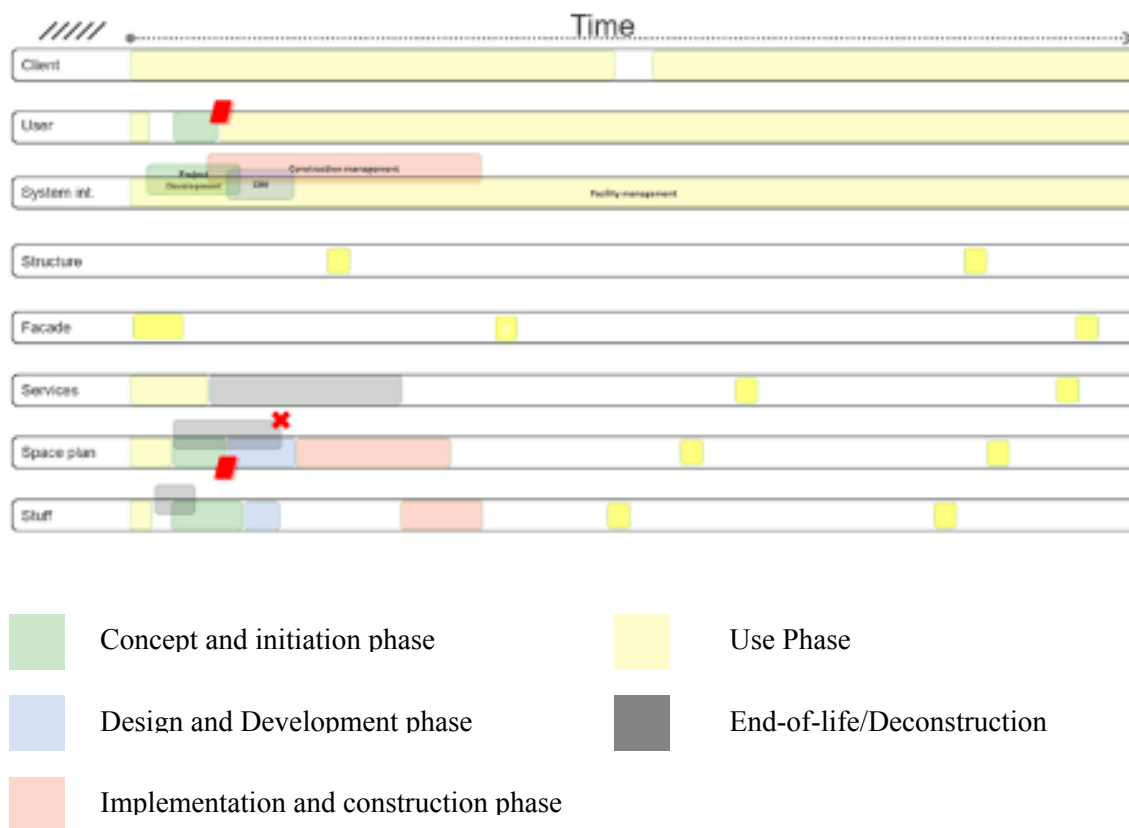 Time
Client
User
Construction management
Project
Development
System int.
Facility management
Structure
Facade
Services
Space plan
Stuff
Concept and initiation phase
Use Phase
Design and Development phase
End-of-life/Deconstruction
Implementation and construction phase